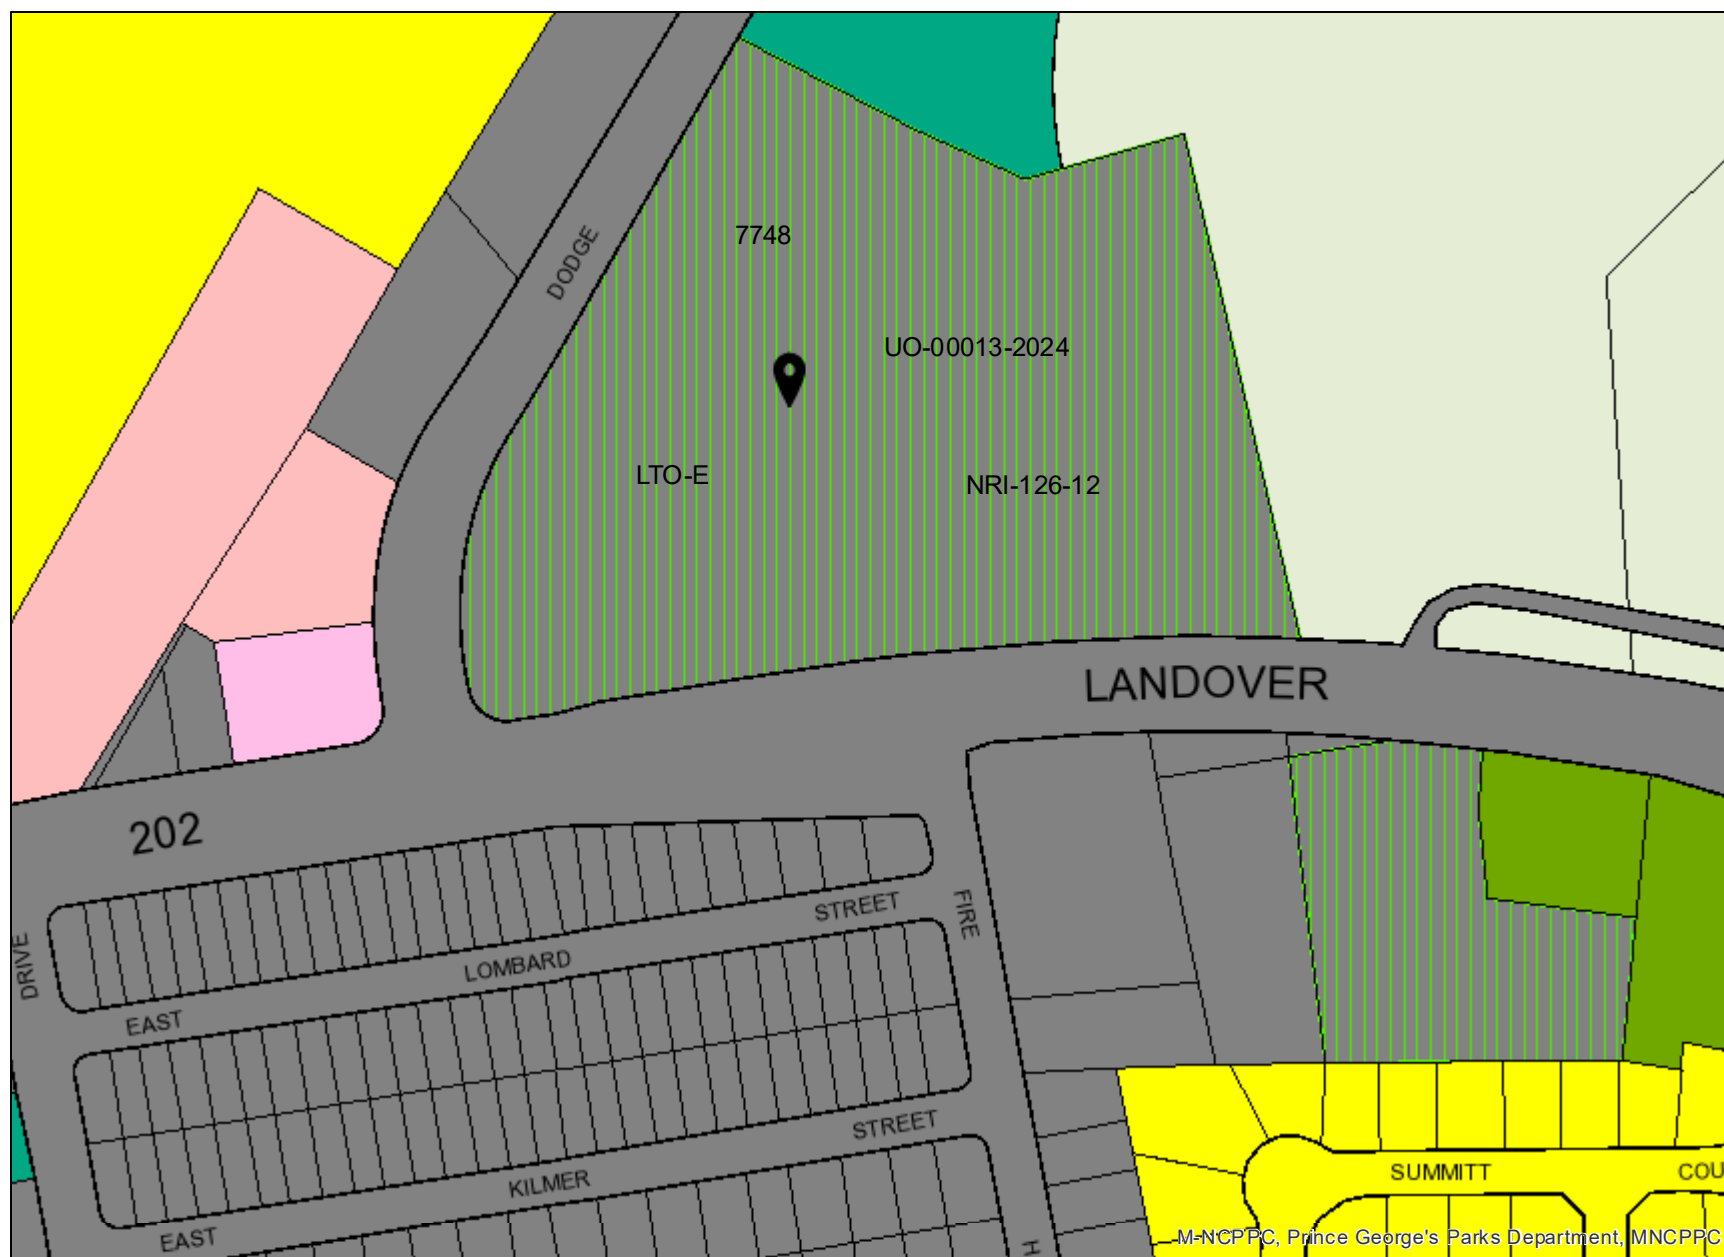 DODGE
7748
UO-00013-2024
LTO-E
NRI-126-12
LANDOVER
202
STREET
FIRE
DRIVE
LOMBARD
EAST
STREET
KILMER
EAST
SUMMITT
COU
H
M-NCPPC, Prince George's Parks Department, MNCPPC